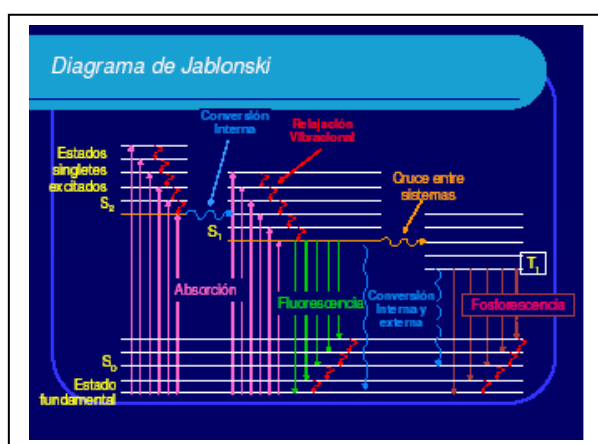 Diagrama de Jablonski
Conversión
Interna
Relajación
Vibracional
Estados
singletes
excitados
S2
Cruce entre
sistemas
S1
T1
Absorción
Fluorescencia
Conversión
Interna y
externa
Fosforescencia
S0
Estado
fundamental